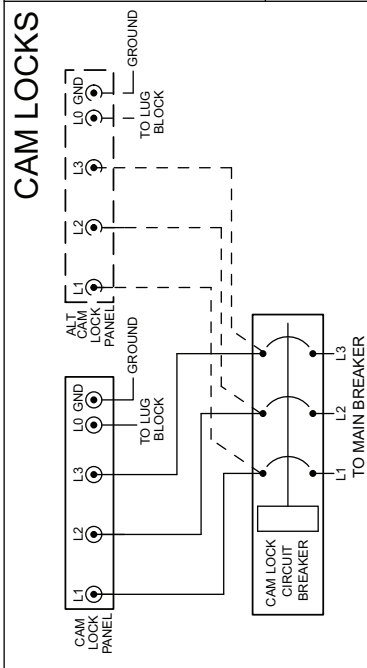 CAM LOCKS
CAM
LOCK
PANEL
L1
L2
L3
L0
GND
TO LUG
BLOCK
GROUND
ALT
CAM
LOCK
PANEL
L1
L2
L3
L0
GND
TO LUG
BLOCK
GROUND
CAM LOCK
CIRCUIT
BREAKER
L1
L2
L3
TO MAIN BREAKER